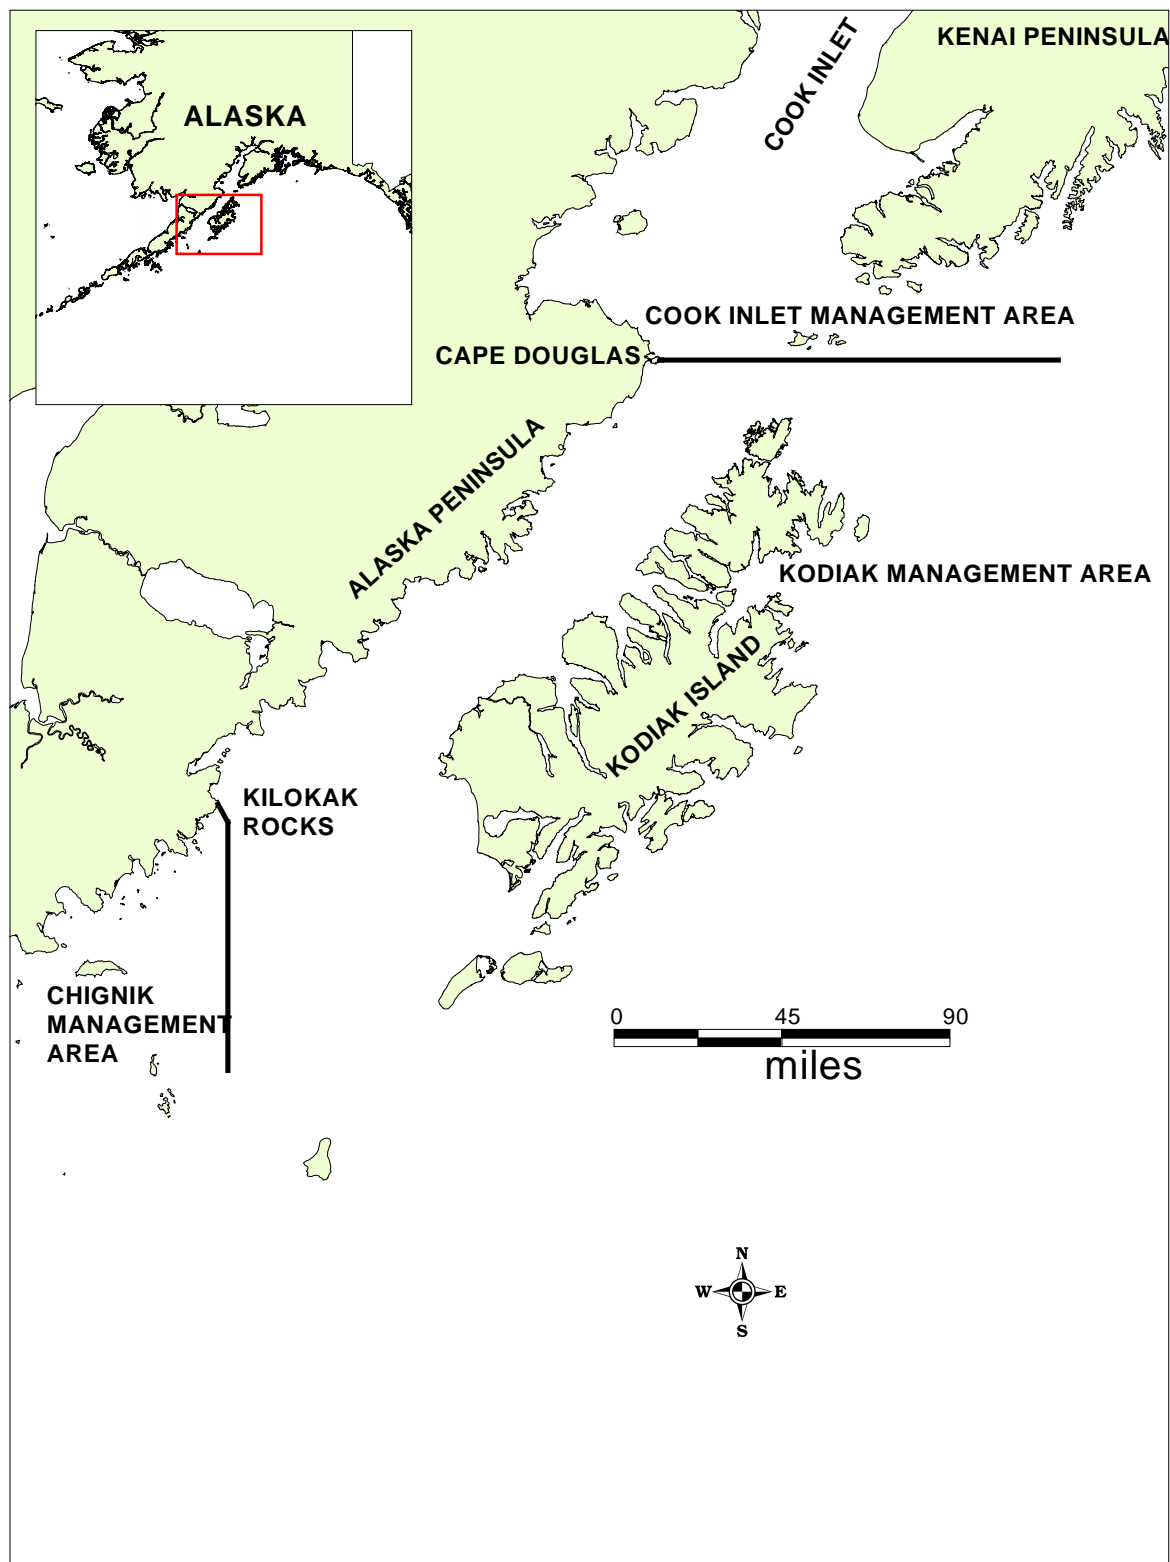 KENAI PENINSULA
COOK INLET
ALASKA
COOK INLET MANAGEMENT AREA
CAPE DOUGLAS
ALASKA PENINSULA
KODIAK MANAGEMENT AREA
KODIAK ISLAND
KILOKAK
ROCKS
CHIGNIK
MANAGEMENT
AREA
0 45 90
miles
N
W E
S